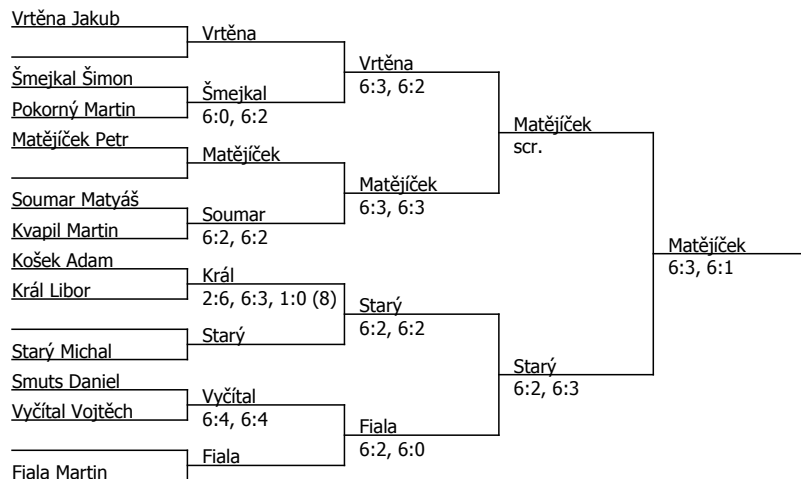 Vrtěna Jakub
Šmejkal Šimon
Pokorný Martin
Matějíček Petr
Soumar Matyáš
Kvapil Martin
Košek Adam
Král Libor
Starý Michal
Smuts Daniel
Vyčítal Vojtěch
Fiala Martin
Vrtěna
Šmejkal
6:0, 6:2
Matějíček
Soumar
6:2, 6:2
Král
2:6, 6:3, 1:0 (8)
Starý
Vyčítal
6:4, 6:4
Fiala
Vrtěna
6:3, 6:2
Matějíček
6:3, 6:3
Starý
6:2, 6:2
Fiala
6:2, 6:0
Matějíček
scr.
Starý
6:2, 6:3
Matějíček
6:3, 6:1